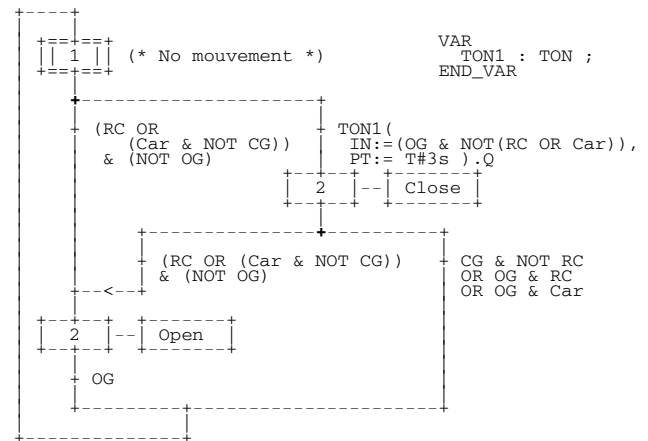 1 (* No mouvement *)
VAR
TON1 : TON ;
END_VAR
(RC OR
(Car & NOT CG))
& (NOT OG)
TON1(
IN:=(OG & NOT(RC OR Car)),
PT:= T#3s ).Q
2 Close
(RC OR (Car & NOT CG))
& (NOT OG)
CG & NOT RC
OR OG & RC
OR OG & Car
2 Open
OG